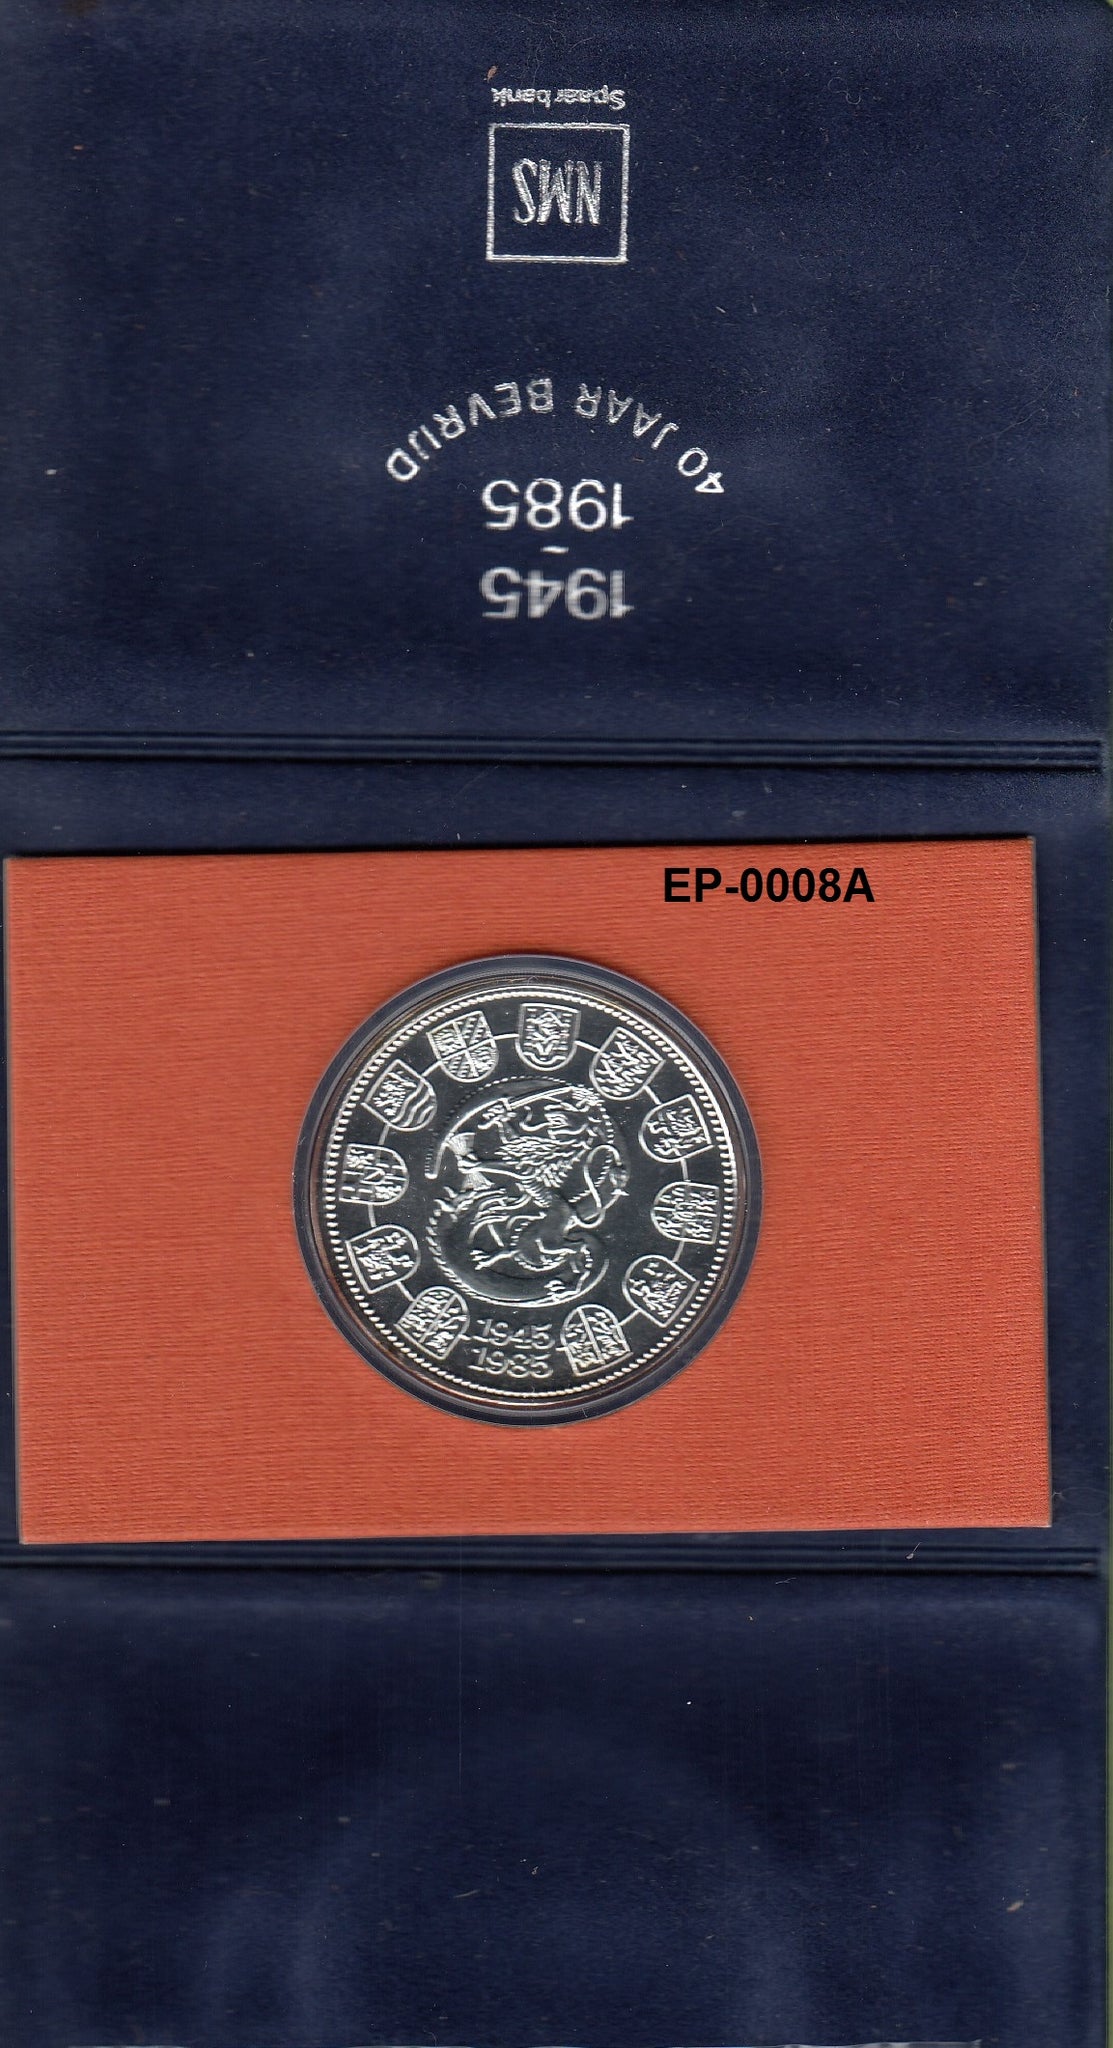 1945
-
1985
40 JAAR BEVRIJD
NMS
Spaarbank
EP-0008A
1945
1985